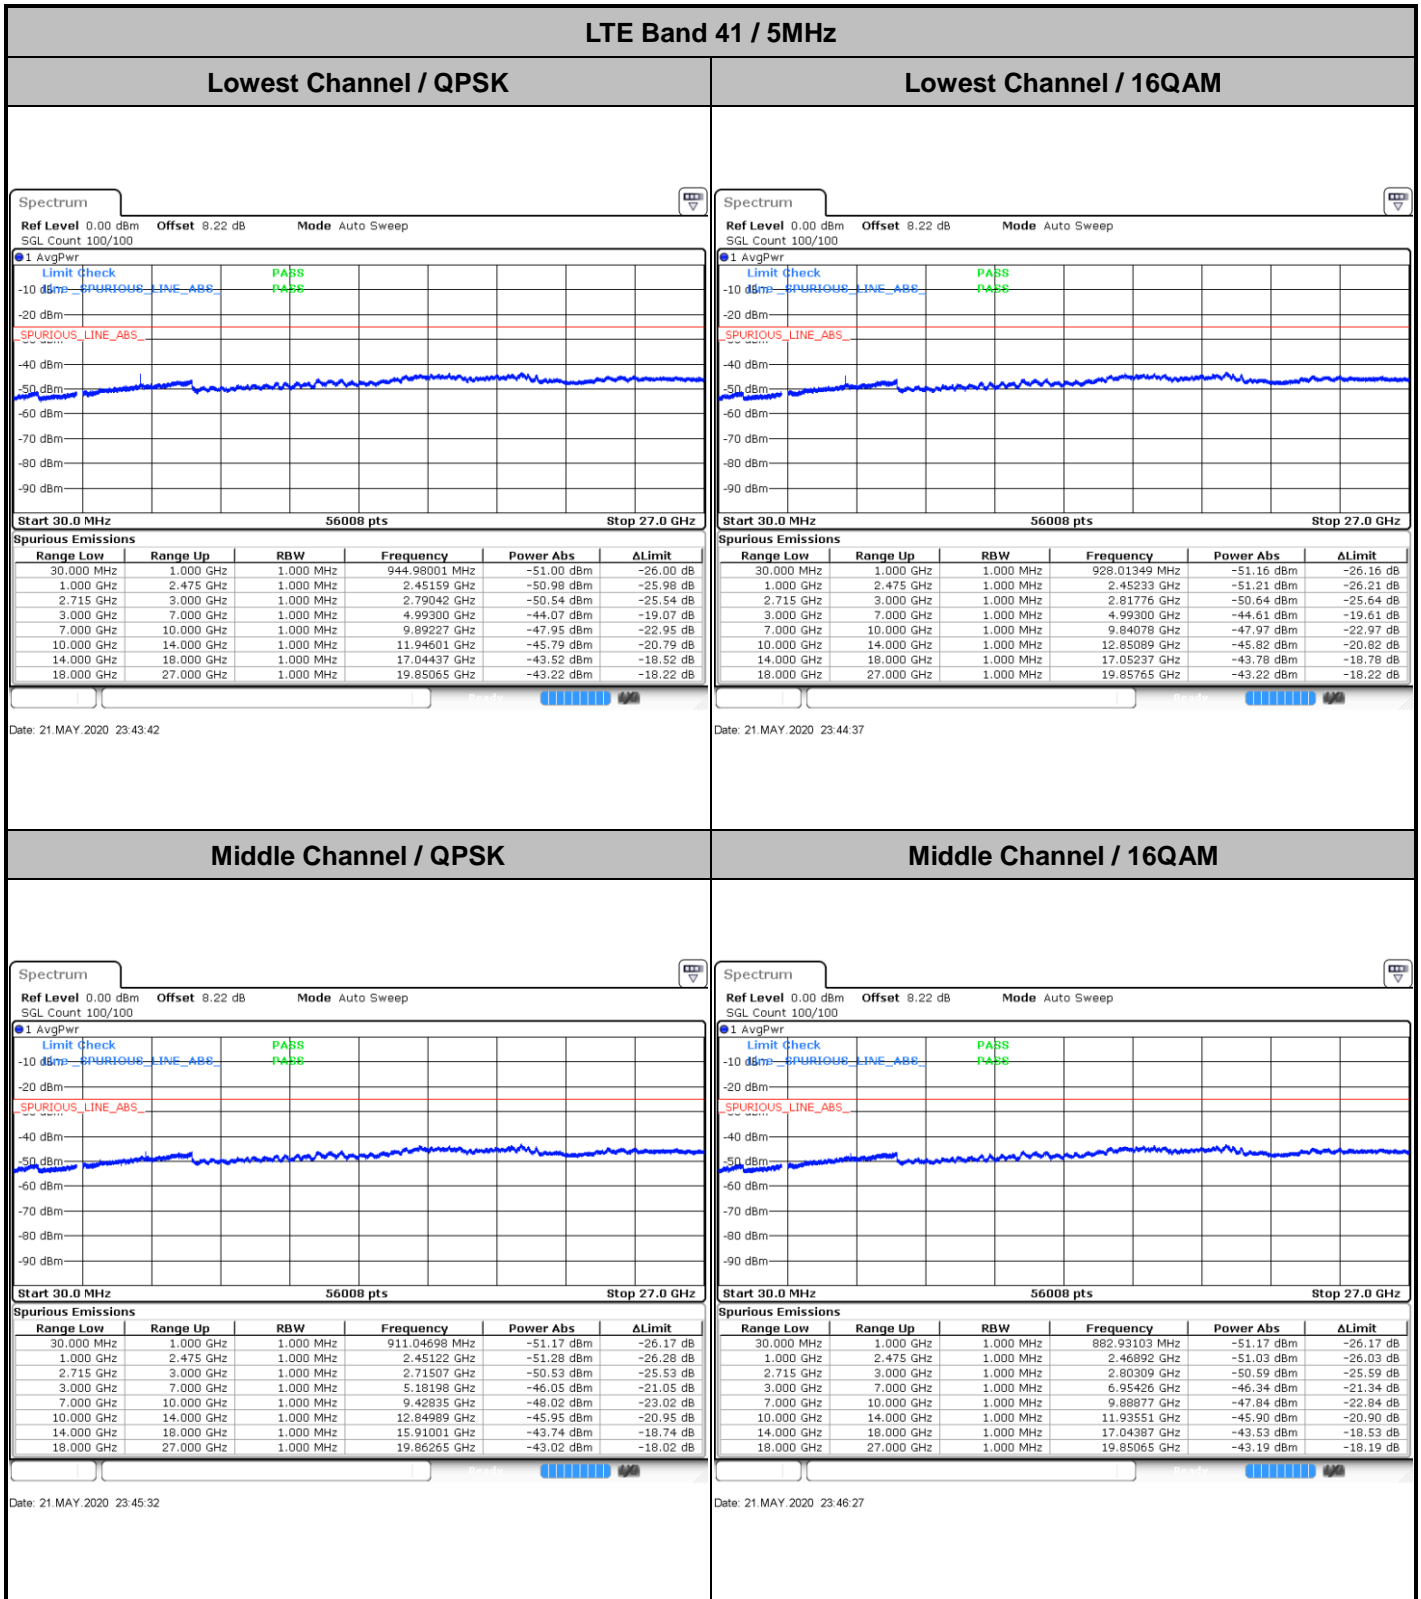 LTE Band 41 / 5MHz
Lowest Channel / QPSK
Lowest Channel / 16QAM
Spectrum
Ref Level 0.00 dBm Offset 8.22 dB Mode Auto Sweep
SGL Count 100/100
1 AvgPwr
Limit Check PASS
-10 dBm Line _SPURIOUS_LINE_ABS_ PASS
-20 dBm
_SPURIOUS_LINE_ABS_
-40 dBm
-50 dBm
-60 dBm
-70 dBm
-80 dBm
-90 dBm
Start 30.0 MHz 56008 pts Stop 27.0 GHz
Spurious Emissions
Range Low Range Up RBW Frequency Power Abs ΔLimit
30.000 MHz 1.000 GHz 1.000 MHz 944.98001 MHz -51.00 dBm -26.00 dB
1.000 GHz 2.475 GHz 1.000 MHz 2.45159 GHz -50.98 dBm -25.98 dB
2.715 GHz 3.000 GHz 1.000 MHz 2.79042 GHz -50.54 dBm -25.54 dB
3.000 GHz 7.000 GHz 1.000 MHz 4.99300 GHz -44.07 dBm -19.07 dB
7.000 GHz 10.000 GHz 1.000 MHz 9.89227 GHz -47.95 dBm -22.95 dB
10.000 GHz 14.000 GHz 1.000 MHz 11.94601 GHz -45.79 dBm -20.79 dB
14.000 GHz 18.000 GHz 1.000 MHz 17.04437 GHz -43.52 dBm -18.52 dB
18.000 GHz 27.000 GHz 1.000 MHz 19.85065 GHz -43.22 dBm -18.22 dB
Date: 21.MAY.2020 23:43:42
Spectrum
Ref Level 0.00 dBm Offset 8.22 dB Mode Auto Sweep
SGL Count 100/100
1 AvgPwr
Limit Check PASS
-10 dBm Line _SPURIOUS_LINE_ABS_ PASS
-20 dBm
_SPURIOUS_LINE_ABS_
-40 dBm
-50 dBm
-60 dBm
-70 dBm
-80 dBm
-90 dBm
Start 30.0 MHz 56008 pts Stop 27.0 GHz
Spurious Emissions
Range Low Range Up RBW Frequency Power Abs ΔLimit
30.000 MHz 1.000 GHz 1.000 MHz 928.01349 MHz -51.16 dBm -26.16 dB
1.000 GHz 2.475 GHz 1.000 MHz 2.45233 GHz -51.21 dBm -26.21 dB
2.715 GHz 3.000 GHz 1.000 MHz 2.81776 GHz -50.64 dBm -25.64 dB
3.000 GHz 7.000 GHz 1.000 MHz 4.99300 GHz -44.61 dBm -19.61 dB
7.000 GHz 10.000 GHz 1.000 MHz 9.84078 GHz -47.97 dBm -22.97 dB
10.000 GHz 14.000 GHz 1.000 MHz 12.85089 GHz -45.82 dBm -20.82 dB
14.000 GHz 18.000 GHz 1.000 MHz 17.05237 GHz -43.78 dBm -18.78 dB
18.000 GHz 27.000 GHz 1.000 MHz 19.85765 GHz -43.22 dBm -18.22 dB
Date: 21.MAY.2020 23:44:37
Middle Channel / QPSK
Middle Channel / 16QAM
Spectrum
Ref Level 0.00 dBm Offset 8.22 dB Mode Auto Sweep
SGL Count 100/100
1 AvgPwr
Limit Check PASS
-10 dBm Line _SPURIOUS_LINE_ABS_ PASS
-20 dBm
_SPURIOUS_LINE_ABS_
-40 dBm
-50 dBm
-60 dBm
-70 dBm
-80 dBm
-90 dBm
Start 30.0 MHz 56008 pts Stop 27.0 GHz
Spurious Emissions
Range Low Range Up RBW Frequency Power Abs ΔLimit
30.000 MHz 1.000 GHz 1.000 MHz 911.04698 MHz -51.17 dBm -26.17 dB
1.000 GHz 2.475 GHz 1.000 MHz 2.45122 GHz -51.28 dBm -26.28 dB
2.715 GHz 3.000 GHz 1.000 MHz 2.71507 GHz -50.53 dBm -25.53 dB
3.000 GHz 7.000 GHz 1.000 MHz 5.18198 GHz -46.05 dBm -21.05 dB
7.000 GHz 10.000 GHz 1.000 MHz 9.42835 GHz -48.02 dBm -23.02 dB
10.000 GHz 14.000 GHz 1.000 MHz 12.84989 GHz -45.95 dBm -20.95 dB
14.000 GHz 18.000 GHz 1.000 MHz 15.91001 GHz -43.74 dBm -18.74 dB
18.000 GHz 27.000 GHz 1.000 MHz 19.86265 GHz -43.02 dBm -18.02 dB
Date: 21.MAY.2020 23:45:32
Spectrum
Ref Level 0.00 dBm Offset 8.22 dB Mode Auto Sweep
SGL Count 100/100
1 AvgPwr
Limit Check PASS
-10 dBm Line _SPURIOUS_LINE_ABS_ PASS
-20 dBm
_SPURIOUS_LINE_ABS_
-40 dBm
-50 dBm
-60 dBm
-70 dBm
-80 dBm
-90 dBm
Start 30.0 MHz 56008 pts Stop 27.0 GHz
Spurious Emissions
Range Low Range Up RBW Frequency Power Abs ΔLimit
30.000 MHz 1.000 GHz 1.000 MHz 882.93103 MHz -51.17 dBm -26.17 dB
1.000 GHz 2.475 GHz 1.000 MHz 2.46892 GHz -51.03 dBm -26.03 dB
2.715 GHz 3.000 GHz 1.000 MHz 2.80309 GHz -50.59 dBm -25.59 dB
3.000 GHz 7.000 GHz 1.000 MHz 6.95426 GHz -46.34 dBm -21.34 dB
7.000 GHz 10.000 GHz 1.000 MHz 9.88877 GHz -47.84 dBm -22.84 dB
10.000 GHz 14.000 GHz 1.000 MHz 11.93551 GHz -45.90 dBm -20.90 dB
14.000 GHz 18.000 GHz 1.000 MHz 17.04387 GHz -43.53 dBm -18.53 dB
18.000 GHz 27.000 GHz 1.000 MHz 19.85065 GHz -43.19 dBm -18.19 dB
Date: 21.MAY.2020 23:46:27